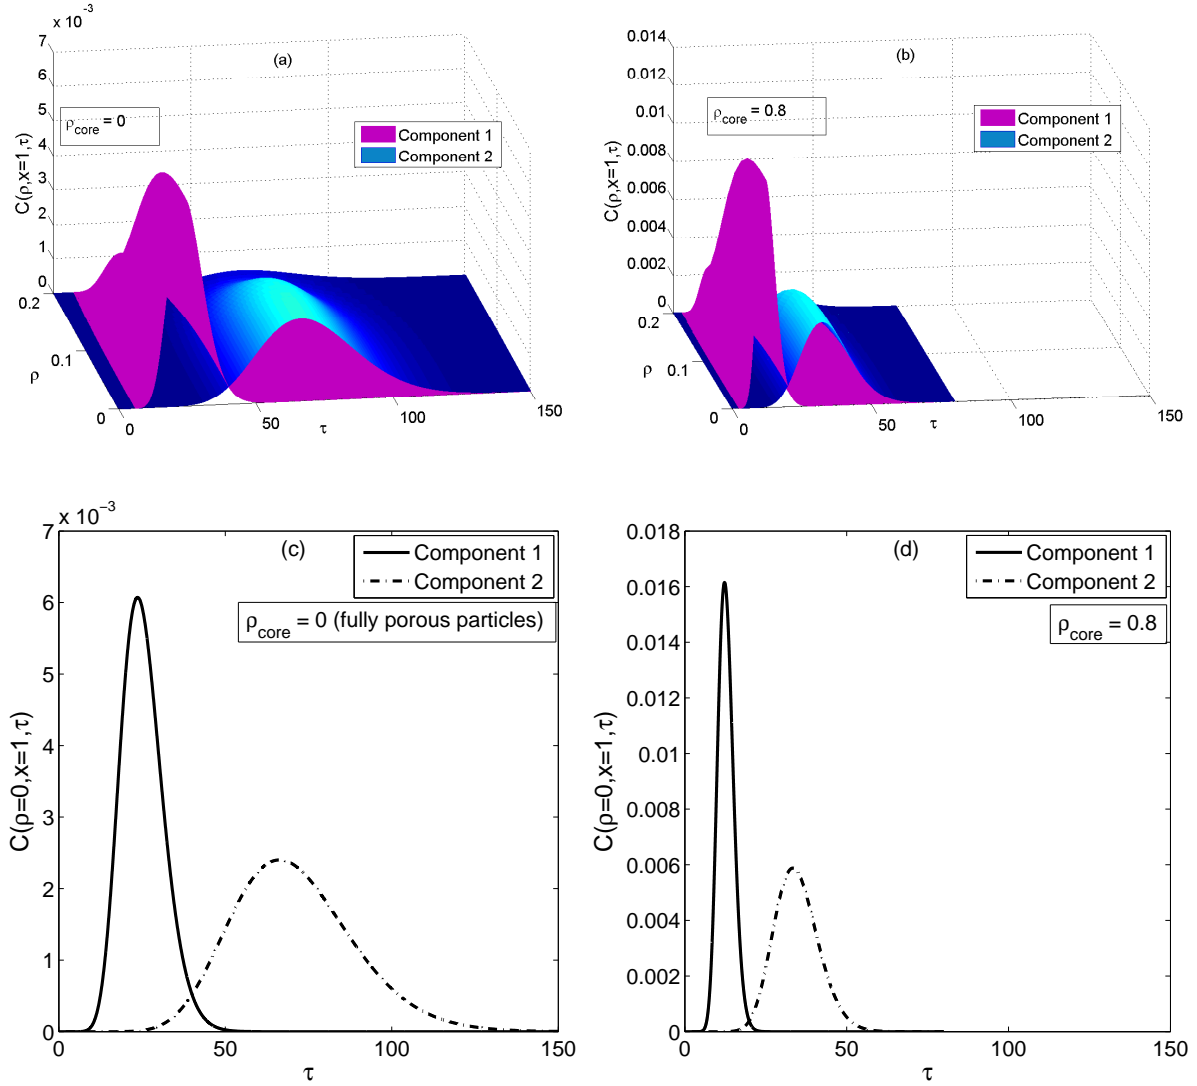 x 10^-3
7
6
5
4
3
2
1
0
C(ρ,x=1,τ)
(a)
ρ_core = 0
Component 1
Component 2
0.2
0.1
0
ρ
0
50
100
150
τ
0.014
0.012
0.01
0.008
0.006
0.004
0.002
0
C(ρ,x=1,τ)
(b)
ρ_core = 0.8
Component 1
Component 2
0.2
0.1
0
ρ
0
50
100
150
τ
x 10^-3
7
6
5
4
3
2
1
0
C(ρ=0,x=1,τ)
(c)
Component 1
Component 2
ρ_core = 0 (fully porous particles)
0
50
100
150
τ
0.018
0.016
0.014
0.012
0.01
0.008
0.006
0.004
0.002
0
C(ρ=0,x=1,τ)
(d)
Component 1
Component 2
ρ_core = 0.8
0
50
100
150
τ